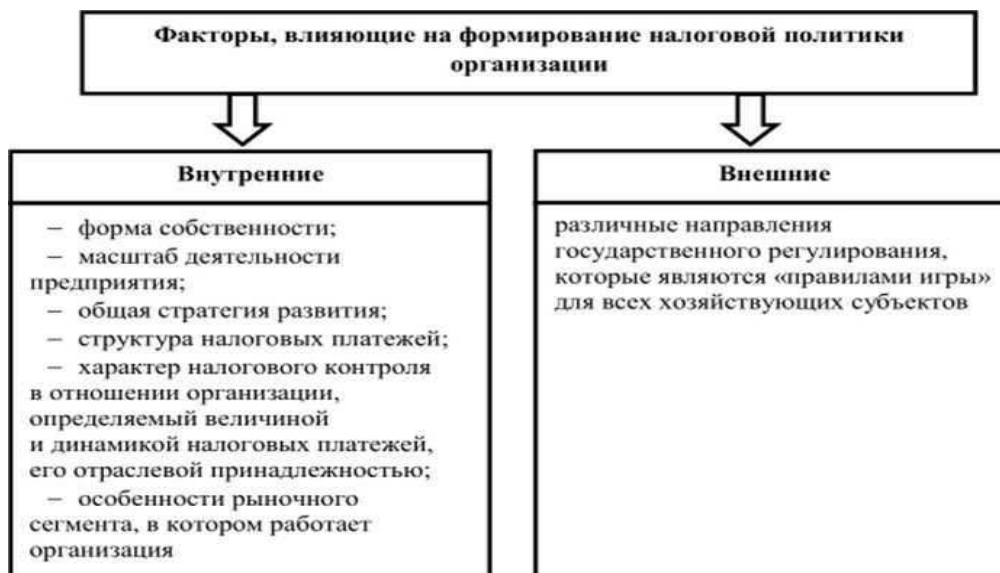 Факторы, влияющие на формирование налоговой политики
организации
Внутренние
– форма собственности;
– масштаб деятельности
предприятия;
– общая стратегия развития;
– структура налоговых платежей;
– характер налогового контроля
в отношении организации,
определяемый величиной
и динамикой налоговых платежей,
его отраслевой принадлежностью;
– особенности рыночного
сегмента, в котором работает
организация
Внешние
различные направления
государственного регулирования,
которые являются «правилами игры»
для всех хозяйствующих субъектов